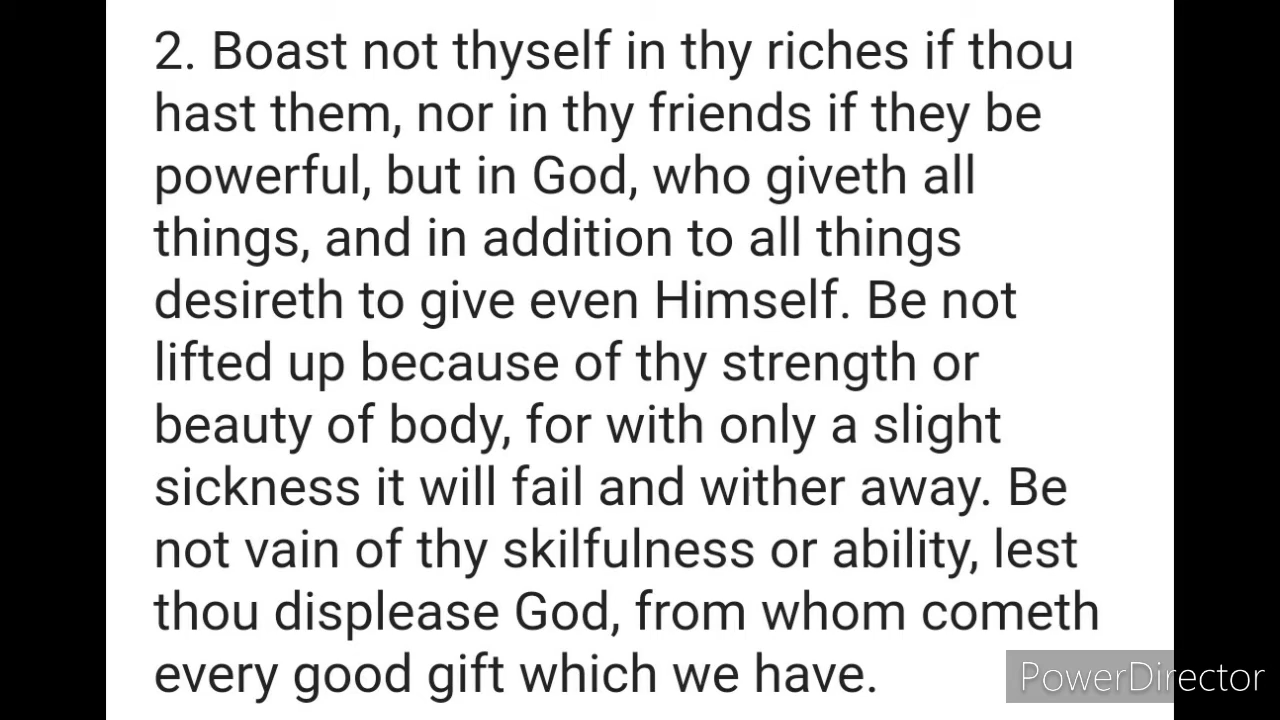 2. Boast not thyself in thy riches if thou
hast them, nor in thy friends if they be
powerful, but in God, who giveth all
things, and in addition to all things
desireth to give even Himself. Be not
lifted up because of thy strength or
beauty of body, for with only a slight
sickness it will fail and wither away. Be
not vain of thy skilfulness or ability, lest
thou displease God, from whom cometh
every good gift which we have.
PowerDirector